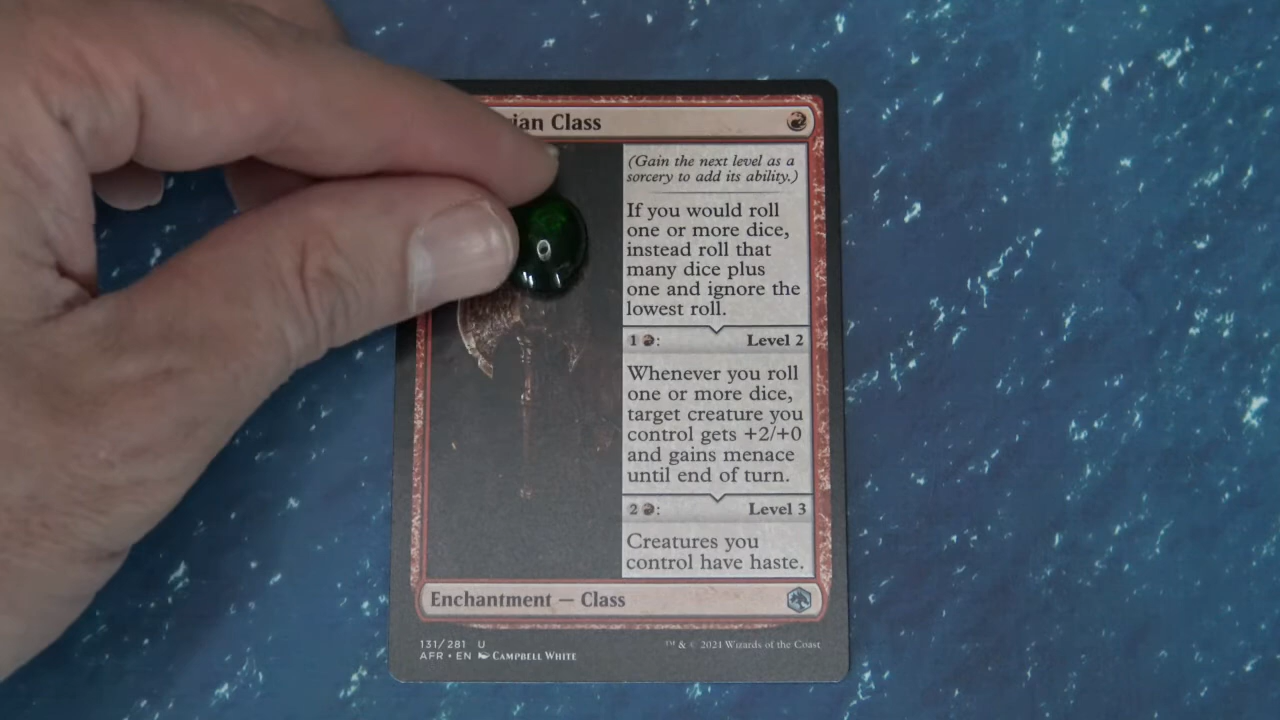 ian Class
(Gain the next level as a
sorcery to add its ability.)
If you would roll
one or more dice,
instead roll that
many dice plus
one and ignore the
lowest roll.
1 : Level 2
Whenever you roll
one or more dice,
target creature you
control gets +2/+0
and gains menace
until end of turn.
2 : Level 3
Creatures you
control have haste.
Enchantment — Class
131/281 U
AFR • EN CAMPBELL WHITE
™ & © 2021 Wizards of the Coast